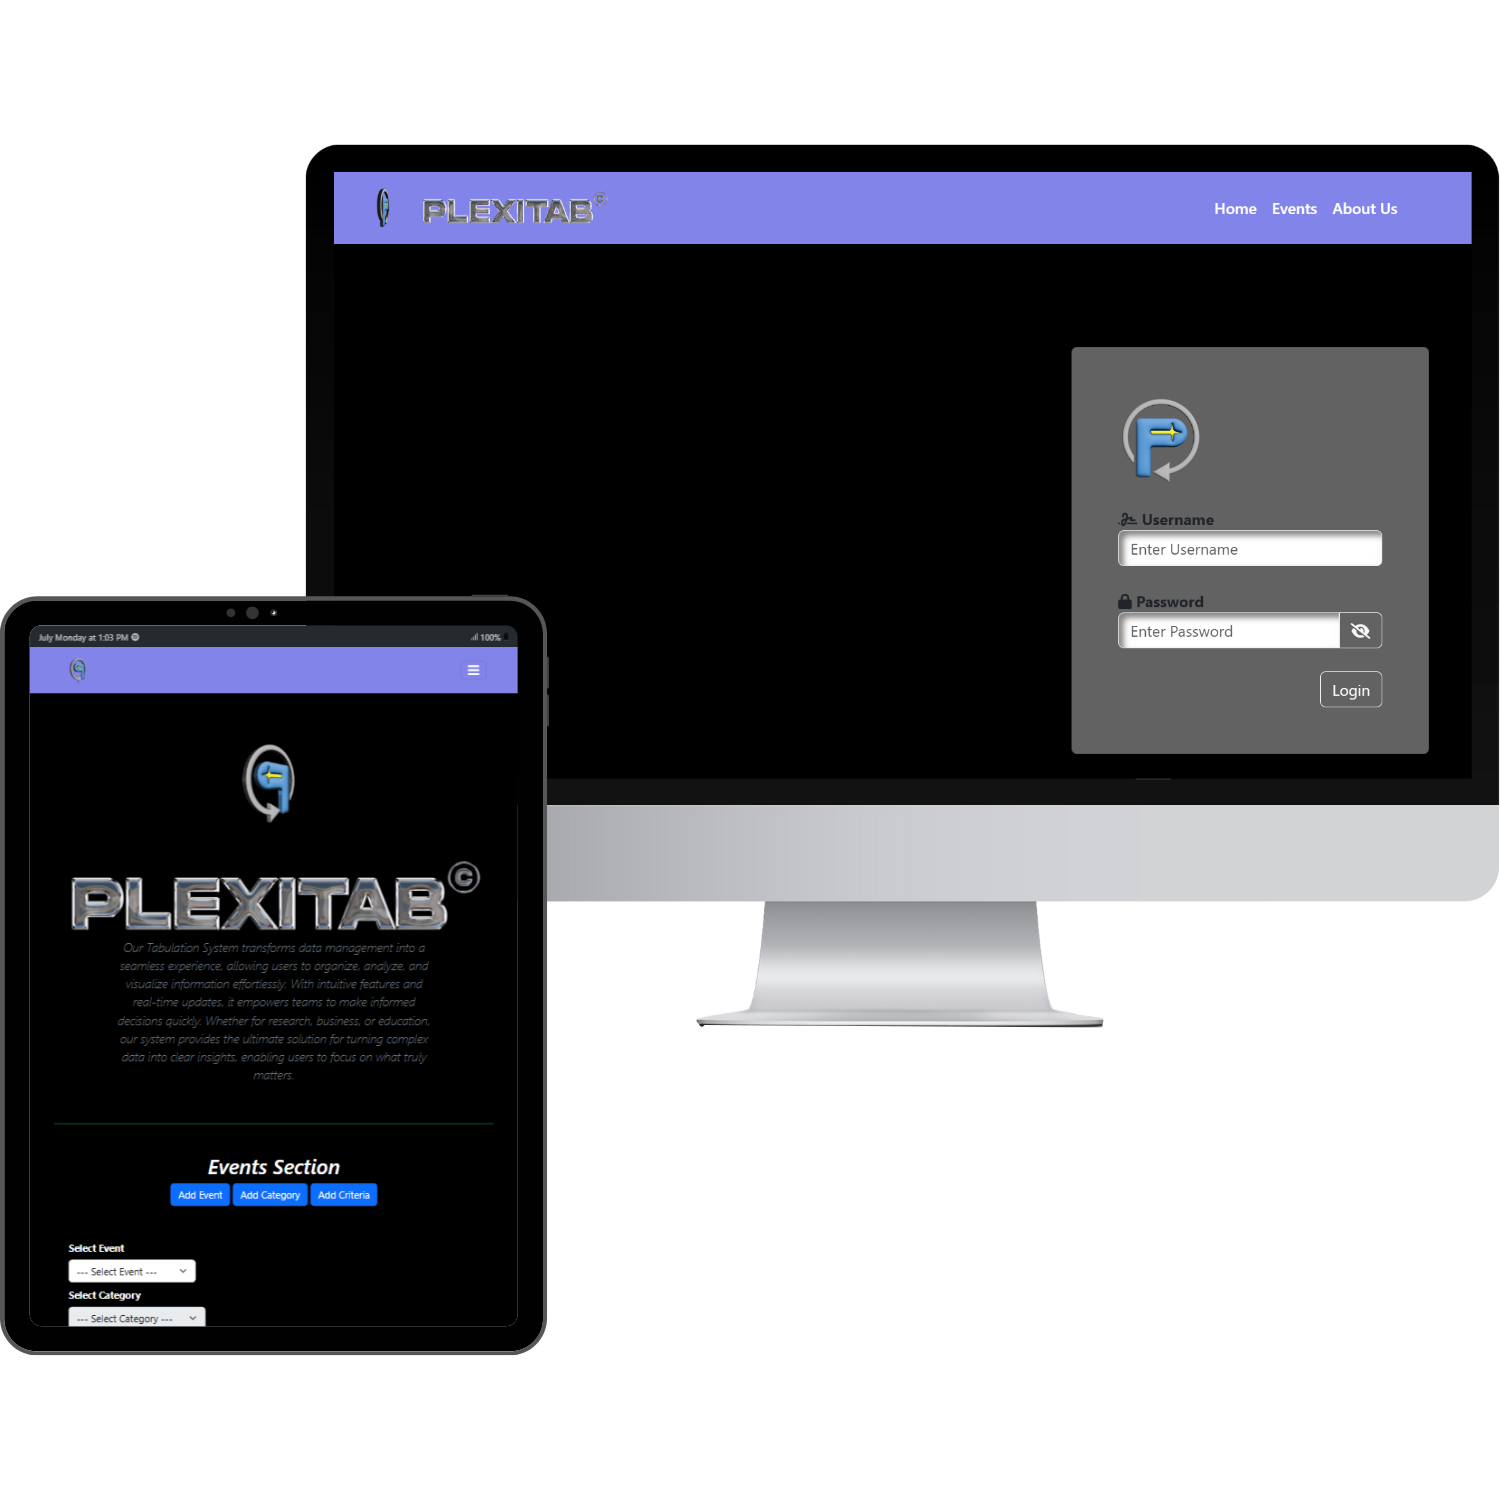 PLEXITAB©
Home Events About Us
P
Username
Enter Username
Password
Enter Password
Login
July Monday at 1:03 PM
100%
PLEXITAB©
Our Tabulation System transforms data management into a
seamless experience, allowing users to organize, analyze, and
visualize information effortlessly. With intuitive features and
real-time updates, it empowers teams to make informed
decisions quickly. Whether for research, business, or education,
our system provides the ultimate solution for turning complex
data into clear insights, enabling users to focus on what truly
matters.
Events Section
Add Event Add Category Add Criteria
Select Event
--- Select Event ---
Select Category
--- Select Category ---